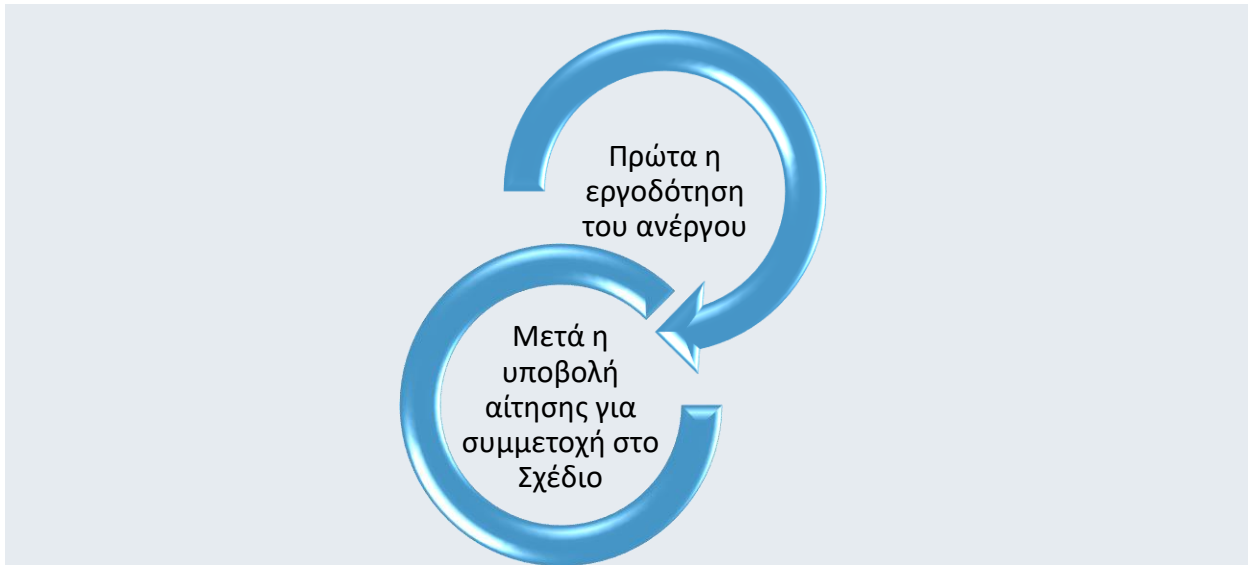 Πρώτα η
εργοδότηση
του ανέργου
Μετά η
υποβολή
αίτησης για
συμμετοχή στο
Σχέδιο